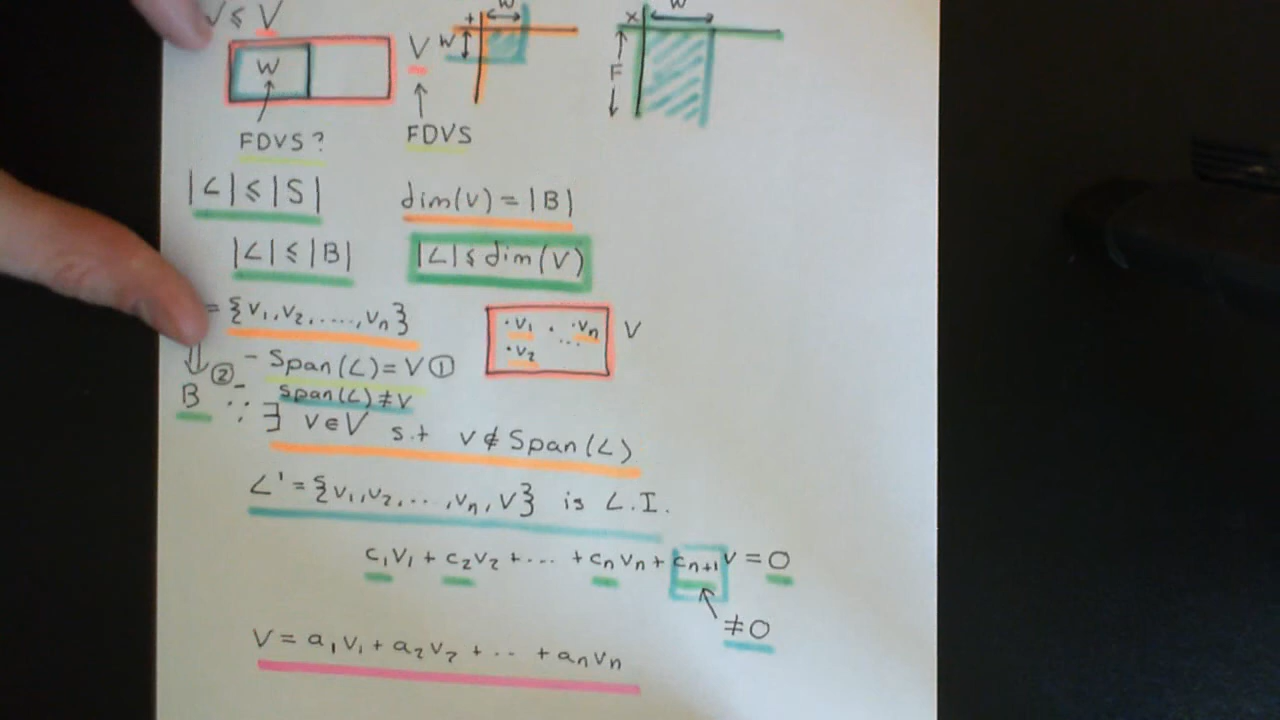 V ≤ V + W × W
W V W F
FDVS? FDVS
|L| ≤ |S| dim(V) = |B|
|L| ≤ |B| |L| ≤ dim(V)
= {v₁, v₂, ....., vₙ} ·v₁ · ... ·vₙ V
·v₂
⇓ ② - Span(L) = V ①
B - Span(L) ≠ V
∴ ∃ v ∈ V s.t v ∉ Span(L)
L' = {v₁, v₂, ..., vₙ, v} is L.I.
c₁v₁ + c₂v₂ + ... + cₙvₙ + cₙ₊₁v = 0
≠ 0
v = a₁v₁ + a₂v₂ + ... + aₙvₙ